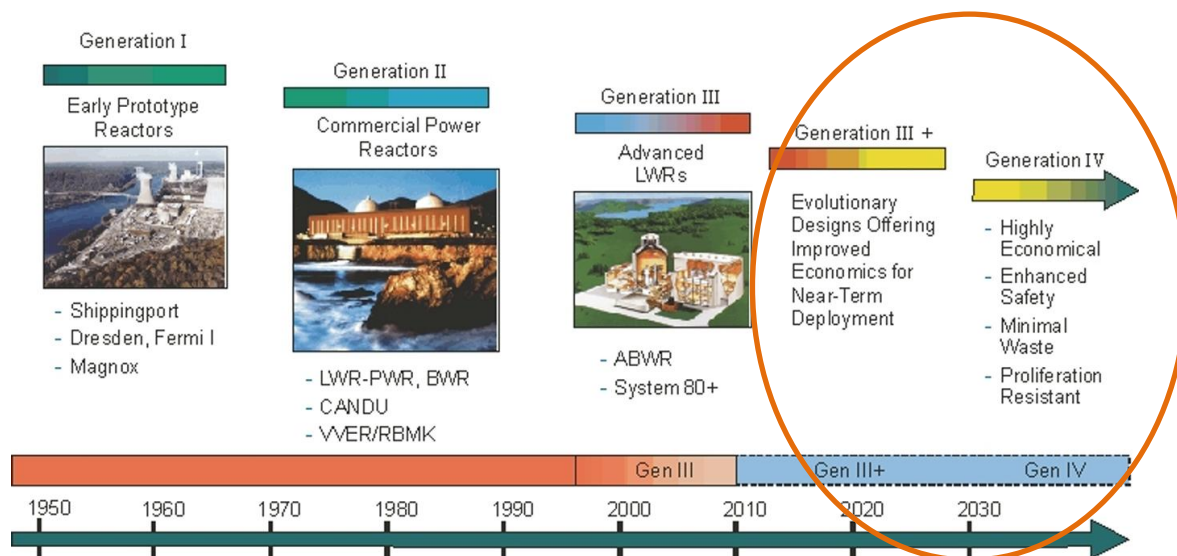 Generation I
Early Prototype
Reactors
- Shippingport
- Dresden, Fermi I
- Magnox
Generation II
Commercial Power
Reactors
- LWR-PWR, BWR
- CANDU
- VVER/RBMK
Generation III
Advanced
LWRs
- ABWR
- System 80+
Generation III +
Evolutionary
Designs Offering
Improved
Economics for
Near-Term
Deployment
Generation IV
- Highly
Economical
- Enhanced
Safety
- Minimal
Waste
- Proliferation
Resistant
Gen III
Gen III+
Gen IV
1950
1960
1970
1980
1990
2000
2010
2020
2030